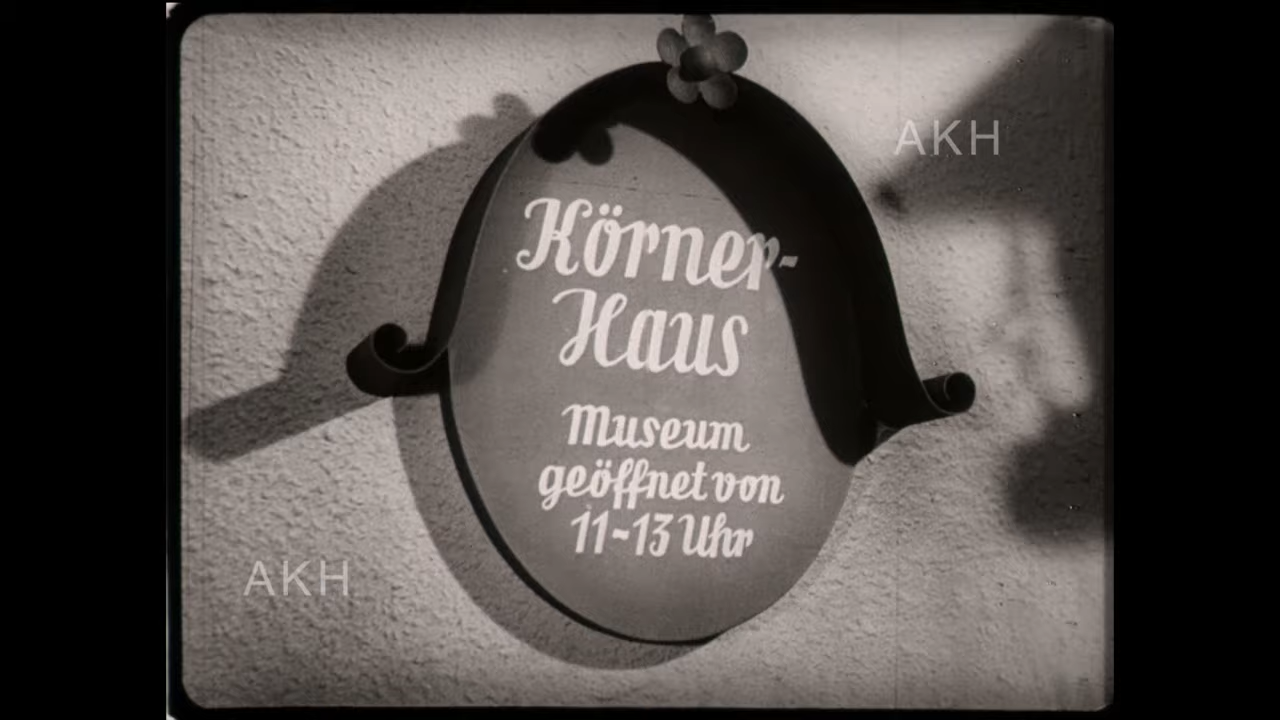 AKH
Körner-
Haus
Museum
geöffnet von
11-13 Uhr
AKH